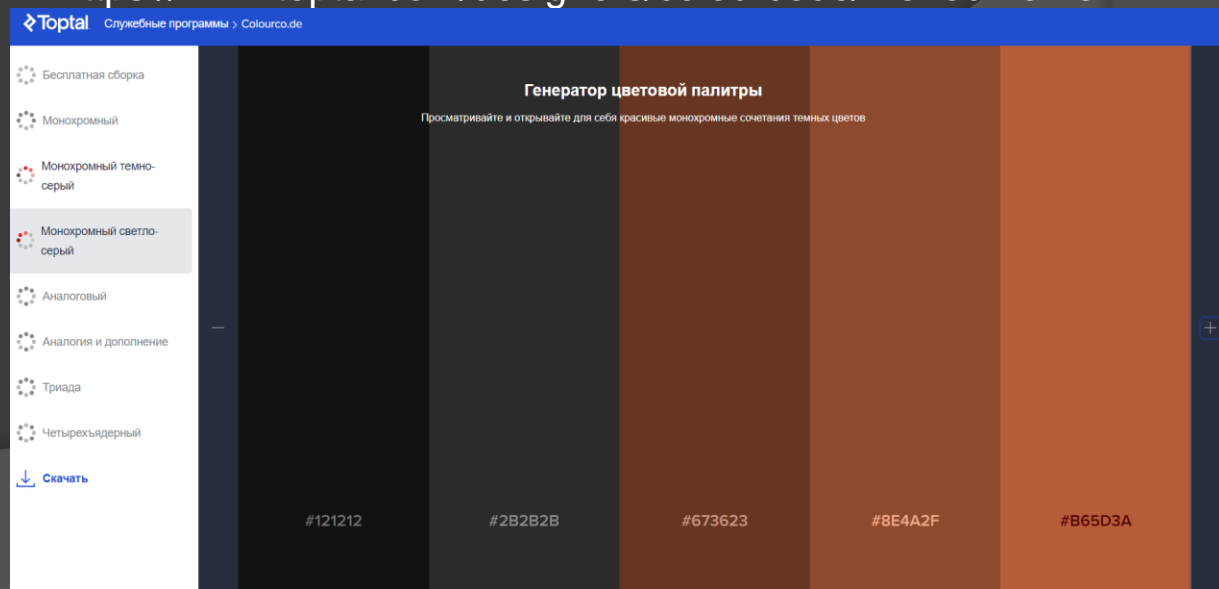 Toptal Служебные программы > Colourco.de
Бесплатная сборка
Монохромный
Монохромный темно-
серый
Монохромный светло-
серый
Аналоговый
Аналогия и дополнение
Триада
Четырехъядерный
Скачать
Генератор цветовой палитры
Просматривайте и открывайте для себя красивые монохромные сочетания темных цветов
#121212
#2B2B2B
#673623
#8E4A2F
#B65D3A